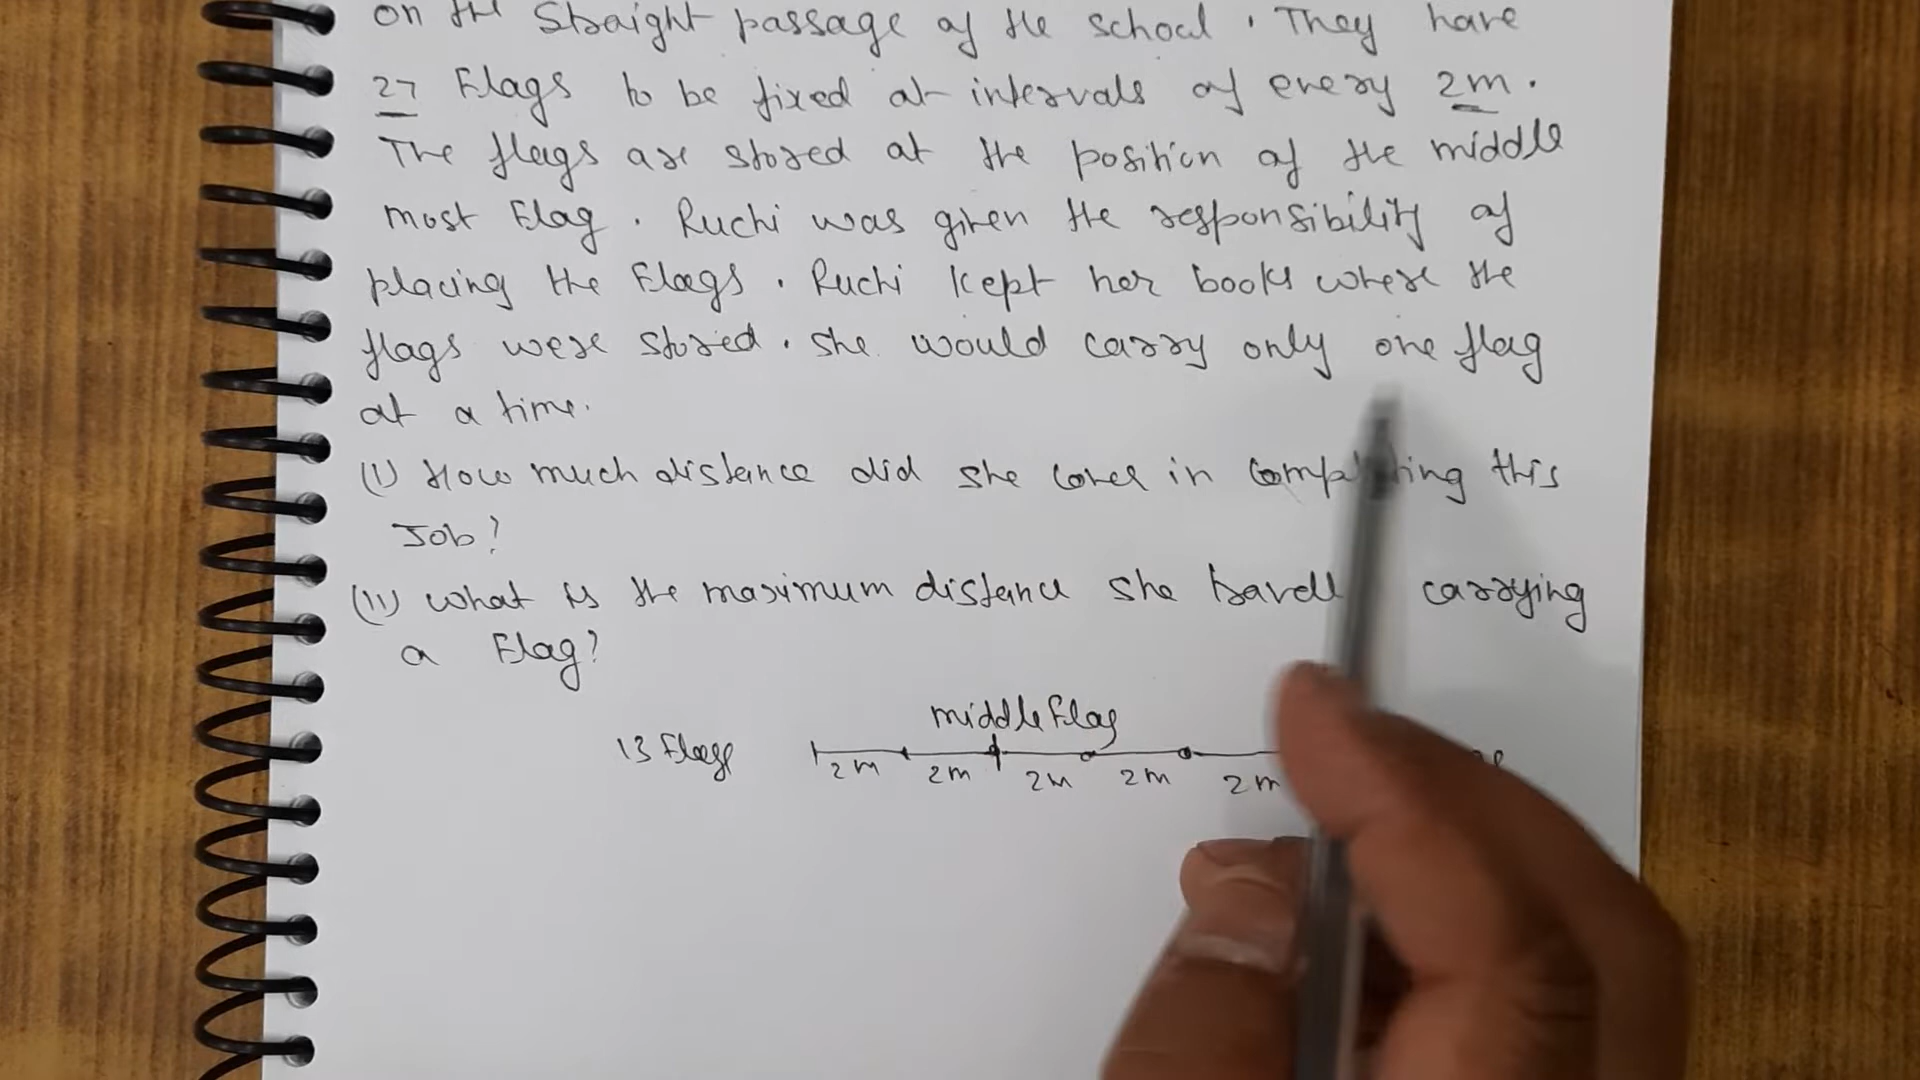 on the Straight passage of the school. They have
27 Flags to be fixed at intervals of every 2m.
The flags are stored at the position of the middle
most Flag. Ruchi was given the responsibility of
placing the Flags. Ruchi kept her books where the
flags were stored. She would carry only one flag
at a time.
(I) How much distance did she cover in this
Job?
(II) What is the maximum distance she carrying
a Flag?
middle flag
13 Flags
2m 2m 2m 2m 2m